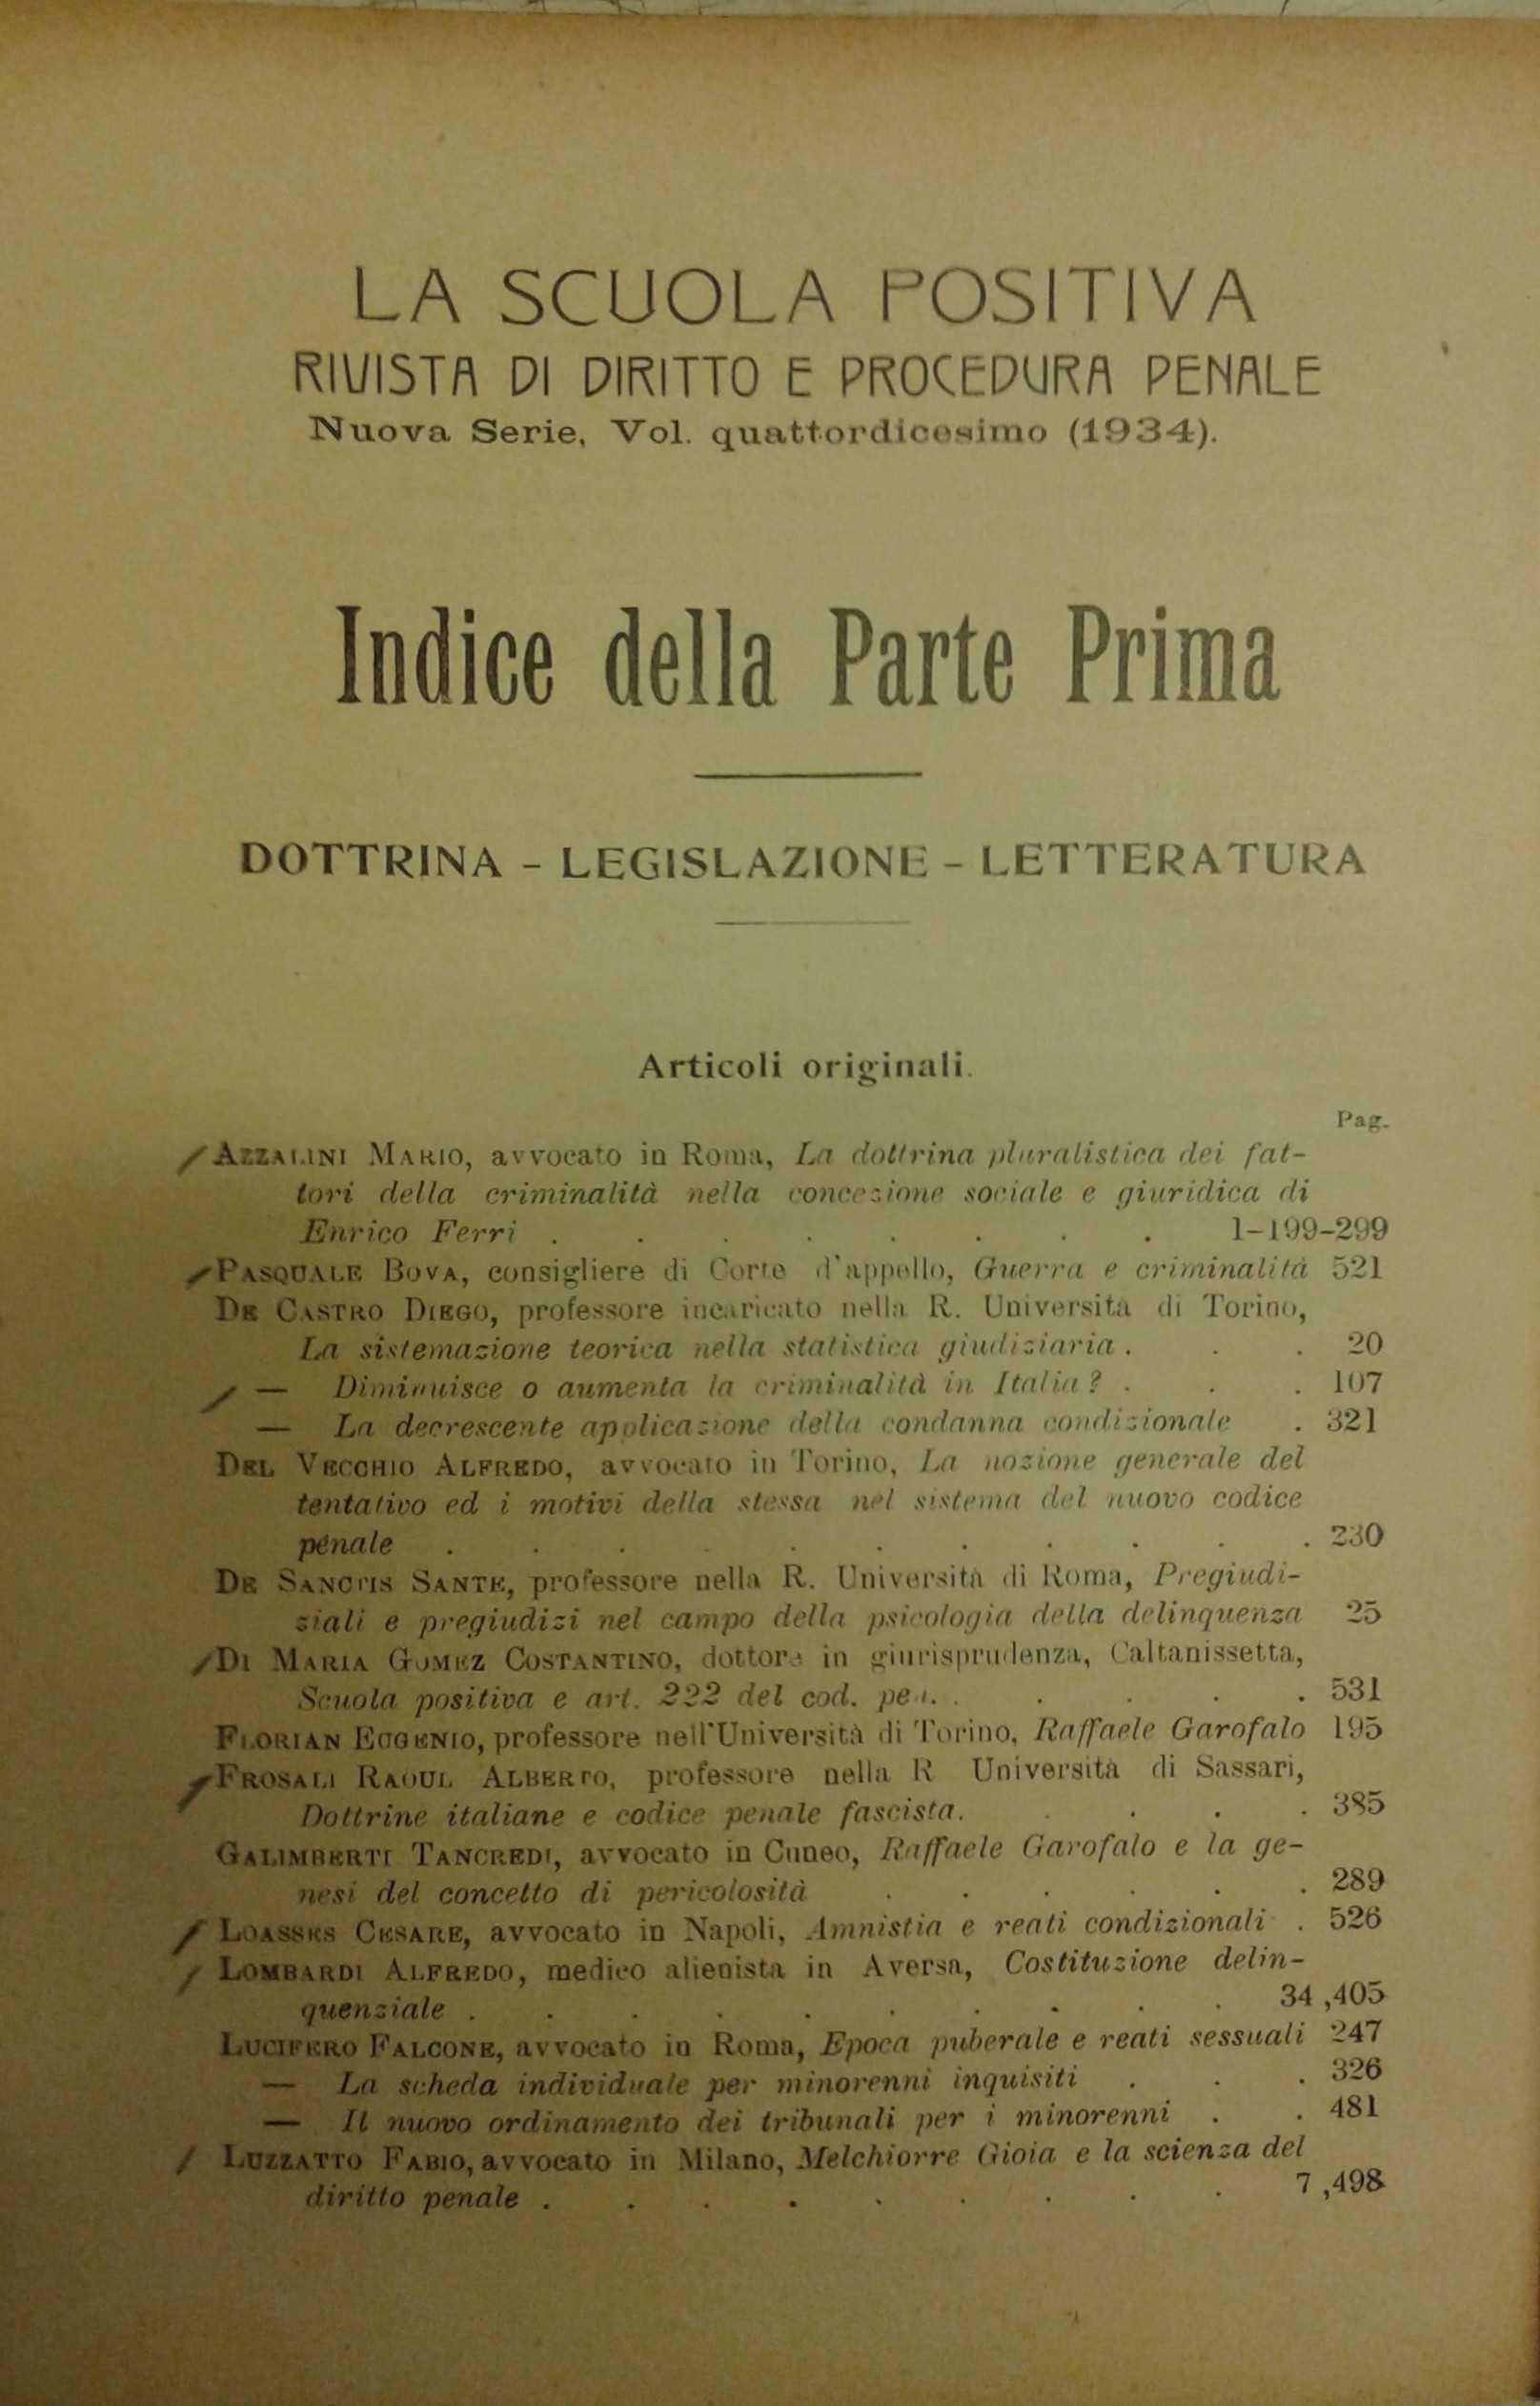 LA SCUOLA POSITIVA
RIVISTA DI DIRITTO E PROCEDURA PENALE
Nuova Serie, Vol. quattordicesimo (1934).
Indice della Parte Prima
DOTTRINA – LEGISLAZIONE – LETTERATURA
Articoli originali.
Pag.
AZZALINI MARIO, avvocato in Roma, La dottrina pluralistica dei fat-
tori della criminalità nella concezione sociale e giuridica di
Enrico Ferri . . . . . . . . 1–199–299
PASQUALE BOVA, consigliere di Corte d'appello, Guerra e criminalità 521
DE CASTRO DIEGO, professore incaricato nella R. Università di Torino,
La sistemazione teorica nella statistica giudiziaria . . . 20
— Diminuisce o aumenta la criminalità in Italia? . . . 107
— La decrescente applicazione della condanna condizionale . 321
DEL VECCHIO ALFREDO, avvocato in Torino, La nozione generale del
tentativo ed i motivi della stessa nel sistema del nuovo codice
penale . . . . . . . . . . . 230
DE SANCTIS SANTE, professore nella R. Università di Roma, Pregiudi-
ziali e pregiudizi nel campo della psicologia della delinquenza 25
DI MARIA GOMEZ COSTANTINO, dottore in giurisprudenza, Caltanissetta,
Scuola positiva e art. 222 del cod. pen. . . . . . 531
FLORIAN EUGENIO, professore nell'Università di Torino, Raffaele Garofalo 195
FROSALI RAOUL ALBERTO, professore nella R Università di Sassari,
Dottrine italiane e codice penale fascista. . . . . 385
GALIMBERTI TANCREDI, avvocato in Cuneo, Raffaele Garofalo e la ge-
nesi del concetto di pericolosità . . . . . . 289
LOASSES CESARE, avvocato in Napoli, Amnistia e reati condizionali . 526
LOMBARDI ALFREDO, medico alienista in Aversa, Costituzione delin-
quenziale . . . . . . . . . . 34 ,405
LUCIFERO FALCONE, avvocato in Roma, Epoca puberale e reati sessuali 247
— La scheda individuale per minorenni inquisiti . . . 326
— Il nuovo ordinamento dei tribunali per i minorenni . . 481
LUZZATTO FABIO, avvocato in Milano, Melchiorre Gioia e la scienza del
diritto penale . . . . . . . . . 7 ,498